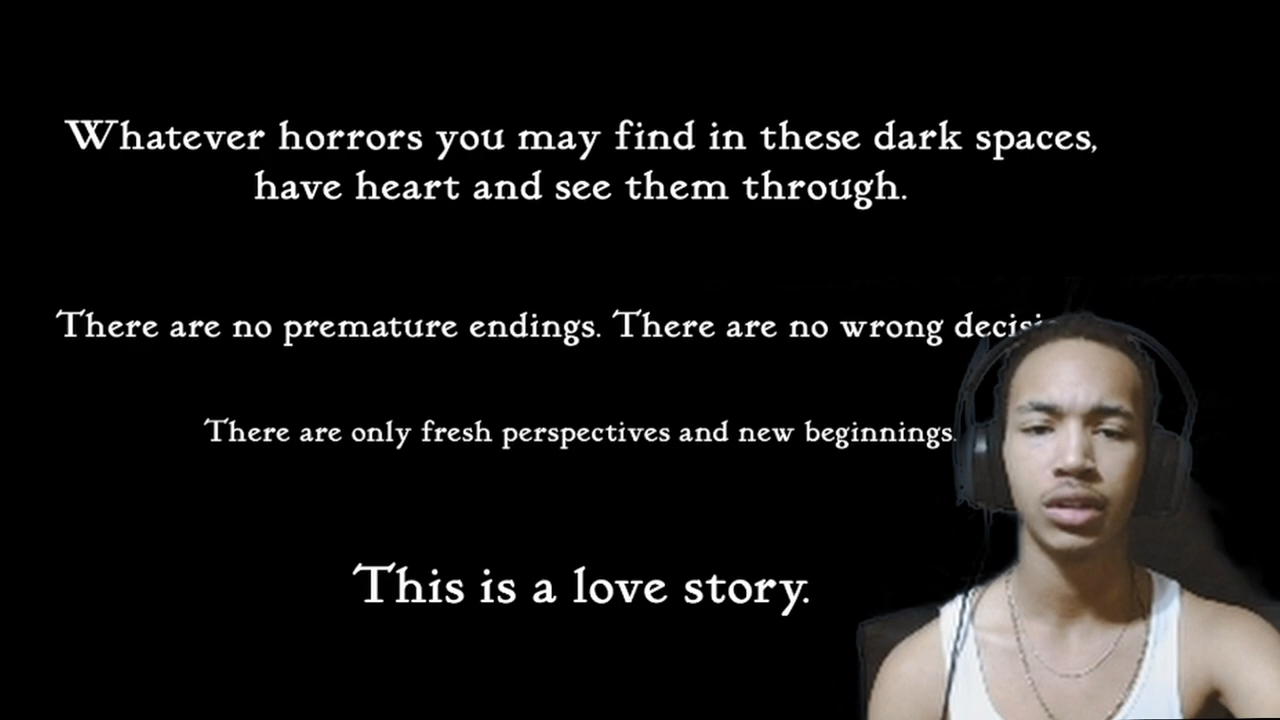 Whatever horrors you may find in these dark spaces,
have heart and see them through.
There are no premature endings. There are no wrong
There are only fresh perspectives and new beginnings.
This is a love story.